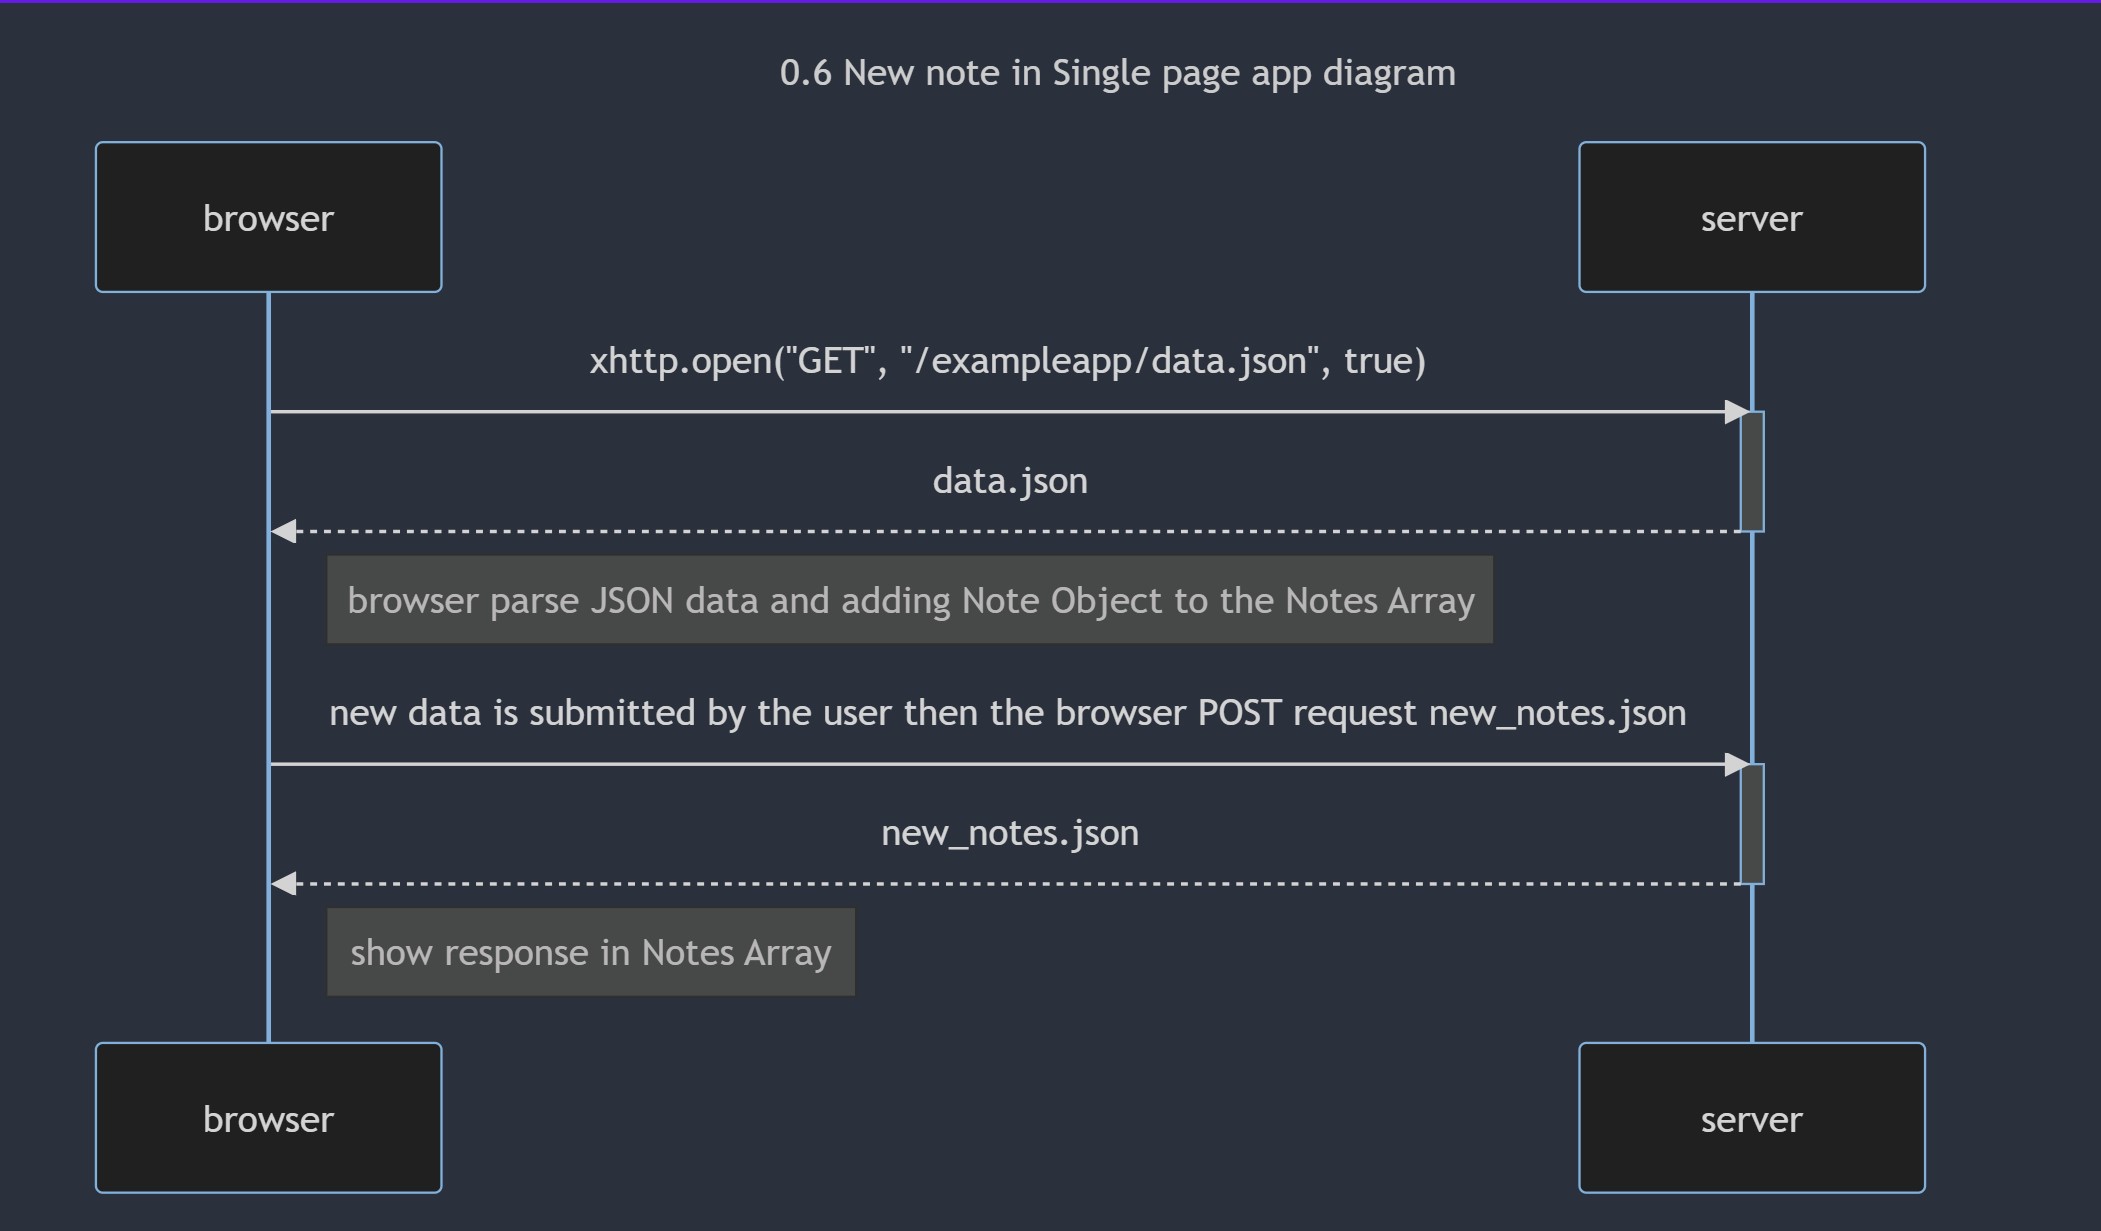 0.6 New note in Single page app diagram
browser
server
xhttp.open("GET", "/exampleapp/data.json", true)
data.json
browser parse JSON data and adding Note Object to the Notes Array
new data is submitted by the user then the browser POST request new_notes.json
new_notes.json
show response in Notes Array
browser
server